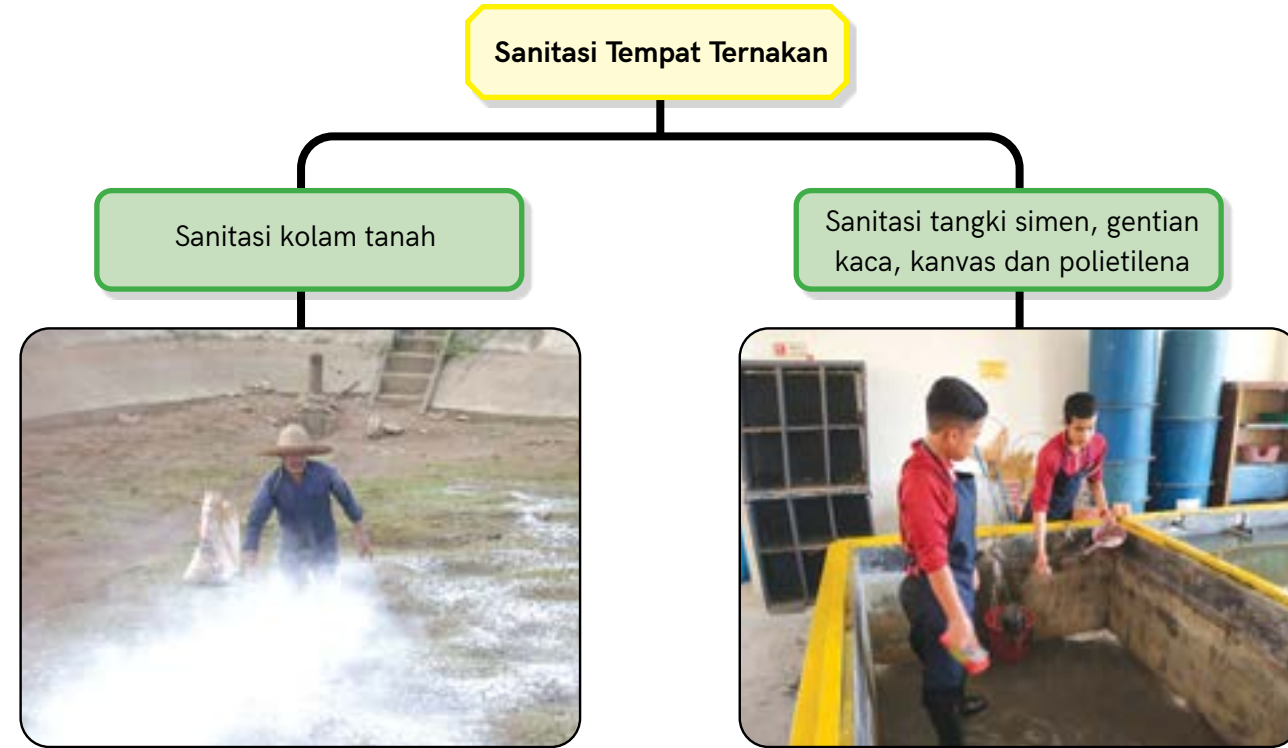 Sanitasi Tempat Ternakan
Sanitasi kolam tanah
Sanitasi tangki simen, gentian
kaca, kanvas dan polietilena